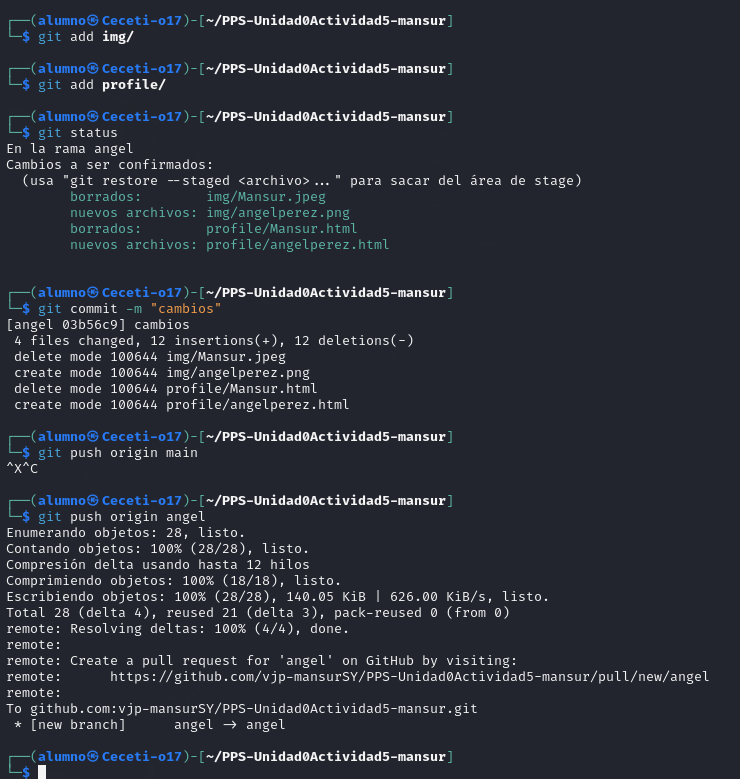 ┌──(alumno㉿Ceceti-o17)-[~/PPS-Unidad0Actividad5-mansur]
└─$ git add img/
┌──(alumno㉿Ceceti-o17)-[~/PPS-Unidad0Actividad5-mansur]
└─$ git add profile/
┌──(alumno㉿Ceceti-o17)-[~/PPS-Unidad0Actividad5-mansur]
└─$ git status
En la rama angel
Cambios a ser confirmados:
  (usa "git restore --staged <archivo>..." para sacar del área de stage)
        borrados:        img/Mansur.jpeg
        nuevos archivos: img/angelperez.png
        borrados:        profile/Mansur.html
        nuevos archivos: profile/angelperez.html
┌──(alumno㉿Ceceti-o17)-[~/PPS-Unidad0Actividad5-mansur]
└─$ git commit -m "cambios"
[angel 03b56c9] cambios
 4 files changed, 12 insertions(+), 12 deletions(-)
 delete mode 100644 img/Mansur.jpeg
 create mode 100644 img/angelperez.png
 delete mode 100644 profile/Mansur.html
 create mode 100644 profile/angelperez.html
┌──(alumno㉿Ceceti-o17)-[~/PPS-Unidad0Actividad5-mansur]
└─$ git push origin main
^X^C
┌──(alumno㉿Ceceti-o17)-[~/PPS-Unidad0Actividad5-mansur]
└─$ git push origin angel
Enumerando objetos: 28, listo.
Contando objetos: 100% (28/28), listo.
Compresión delta usando hasta 12 hilos
Comprimiendo objetos: 100% (18/18), listo.
Escribiendo objetos: 100% (28/28), 140.05 KiB | 626.00 KiB/s, listo.
Total 28 (delta 4), reused 21 (delta 3), pack-reused 0 (from 0)
remote: Resolving deltas: 100% (4/4), done.
remote:
remote: Create a pull request for 'angel' on GitHub by visiting:
remote:      https://github.com/vjp-mansurSY/PPS-Unidad0Actividad5-mansur/pull/new/angel
remote:
To github.com:vjp-mansurSY/PPS-Unidad0Actividad5-mansur.git
 * [new branch]      angel -> angel
┌──(alumno㉿Ceceti-o17)-[~/PPS-Unidad0Actividad5-mansur]
└─$